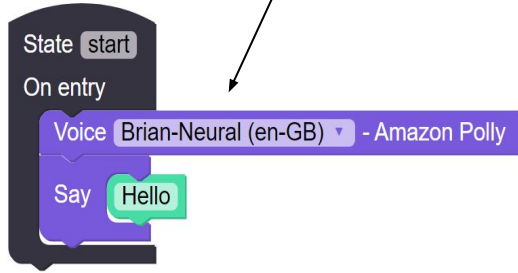 State start
On entry
Voice Brian-Neural (en-GB) - Amazon Polly
Say Hello